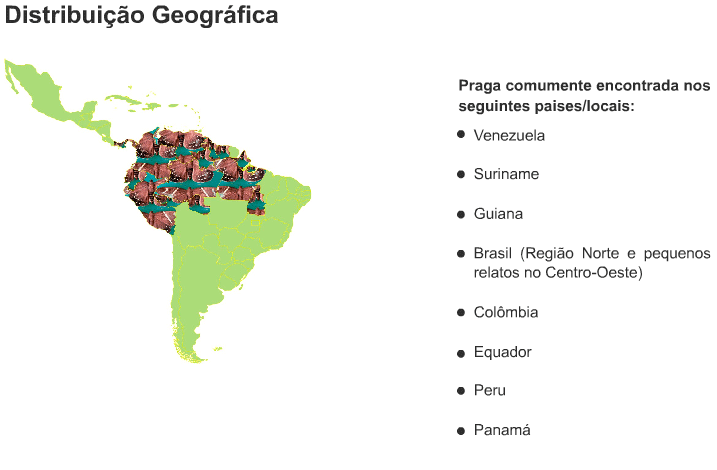 Distribuição Geográfica
Praga comumente encontrada nos
seguintes paises/locais:
Venezuela
Suriname
Guiana
Brasil (Região Norte e pequenos
relatos no Centro-Oeste)
Colômbia
Equador
Peru
Panamá